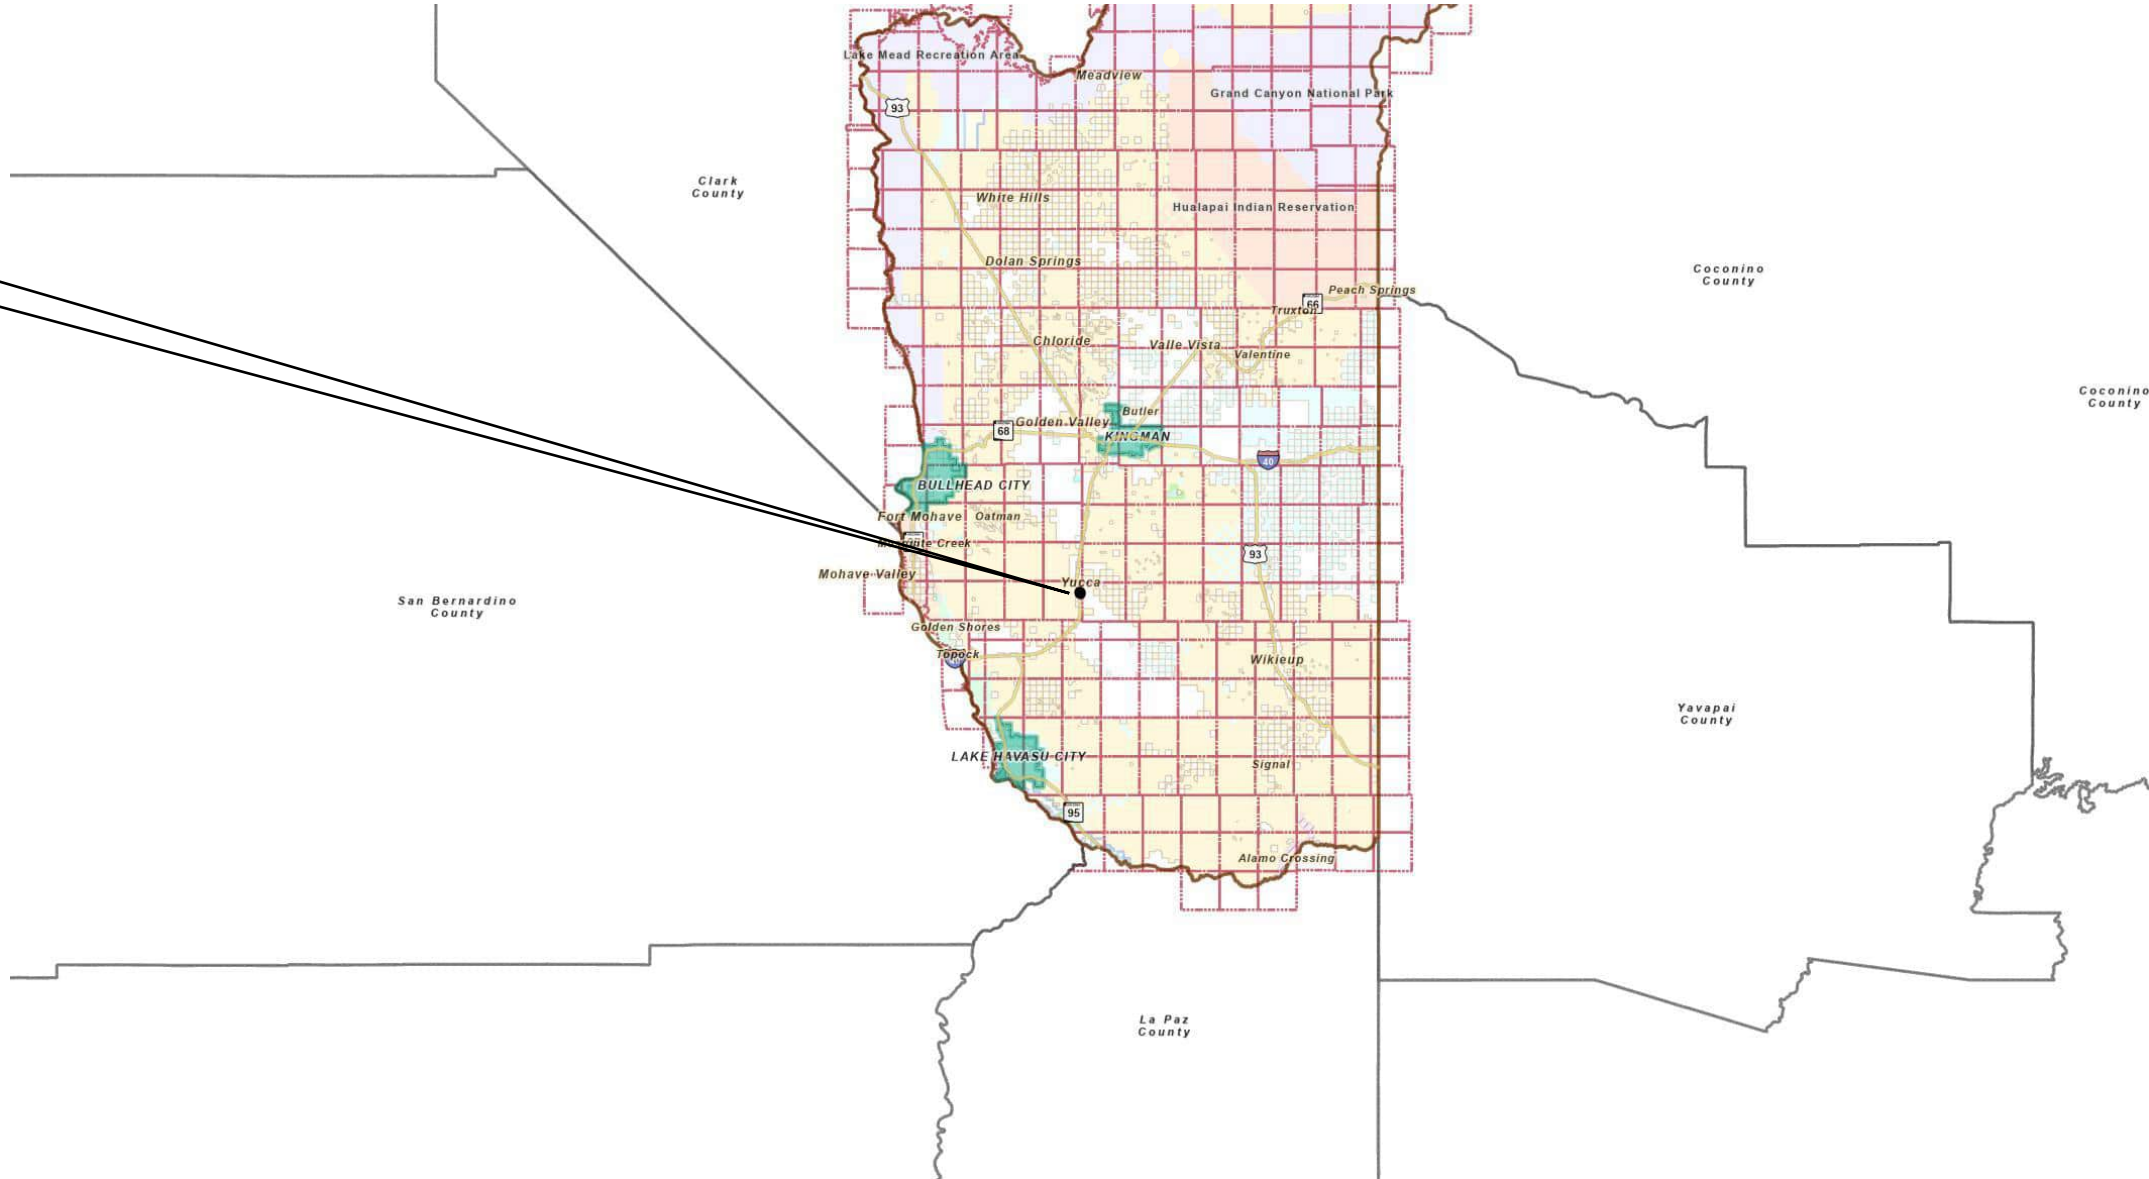 Lake Mead Recreation Area
Meadview
Grand Canyon National Park
93
Clark
County
White Hills
Hualapai Indian Reservation
Dolan Springs
Coconino
County
Peach Springs
66
Truxton
Chloride
Valle Vista
Valentine
Coconino
County
Butler
Golden Valley
68
KINGMAN
40
BULLHEAD CITY
Fort Mohave
Oatman
Creek
93
Mohave Valley
Yucca
San Bernardino
County
Golden Shores
Topock
Wikieup
Yavapai
County
LAKE HAVASU CITY
Signal
95
Alamo Crossing
La Paz
County